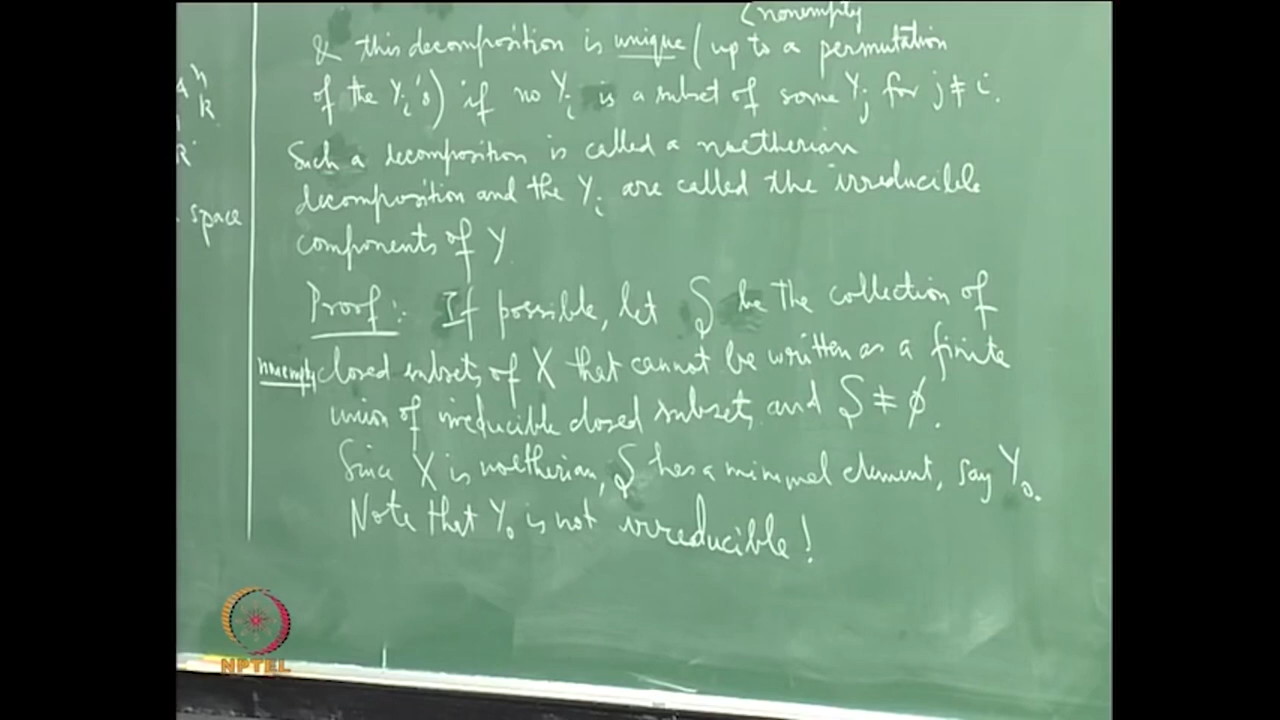 (nonempty
& this decomposition is unique (up to a permutation
of the Yi's) if no Yi is a subset of some Yj for j ≠ i.
Such a decomposition is called a noetherian
decomposition and the Yi are called the irreducible
components of Y
Proof: If possible, let S be the collection of
nonempty closed subsets of X that cannot be written as a finite
union of irreducible closed subsets and S ≠ φ.
Since X is noetherian, S has a minimal element, say Y0.
Note that Y0 is not irreducible!
n
k
k
space
NPTEL